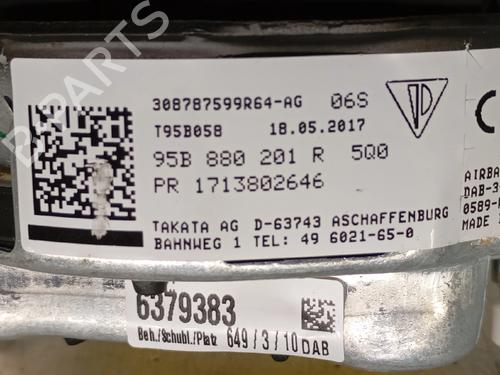 308787599R64-AG 06S
T95B058 18.05.2017
95B 880 201 R 5Q0
PR 1713802646
TAKATA AG D-63743 ASCHAFFENBURG
BAHNWEG 1 TEL: 49 6021-65-0
AIRBA
DAB-3
0589-
MADE
6379383
Beh./Schubl./Platz 649/3/10 DAB